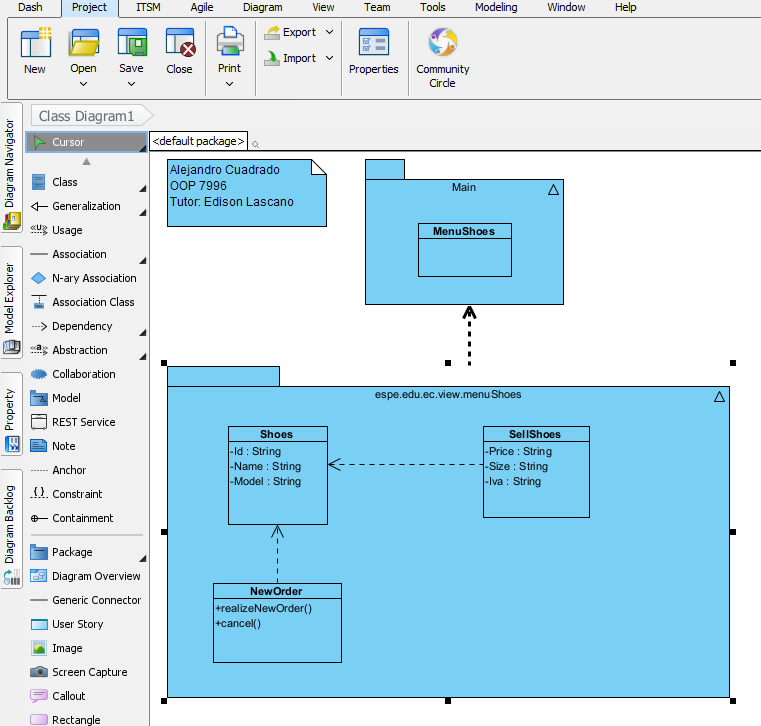 Dash Project ITSM Agile Diagram View Team Tools Modeling Window Help
New Open Save Close Print Export Import Properties Community Circle
Class Diagram1
Diagram Navigator
Model Explorer
Property
Diagram Backlog
Cursor
Class
Generalization
Usage
Association
N-ary Association
Association Class
Dependency
Abstraction
Collaboration
Model
REST Service
Note
Anchor
Constraint
Containment
Package
Diagram Overview
Generic Connector
User Story
Image
Screen Capture
Callout
Rectangle
<default package>
Alejandro Cuadrado
OOP 7996
Tutor: Edison Lascano
Main
MenuShoes
espe.edu.ec.view.menuShoes
Shoes
-Id : String
-Name : String
-Model : String
SellShoes
-Price : String
-Size : String
-Iva : String
NewOrder
+realizeNewOrder()
+cancel()